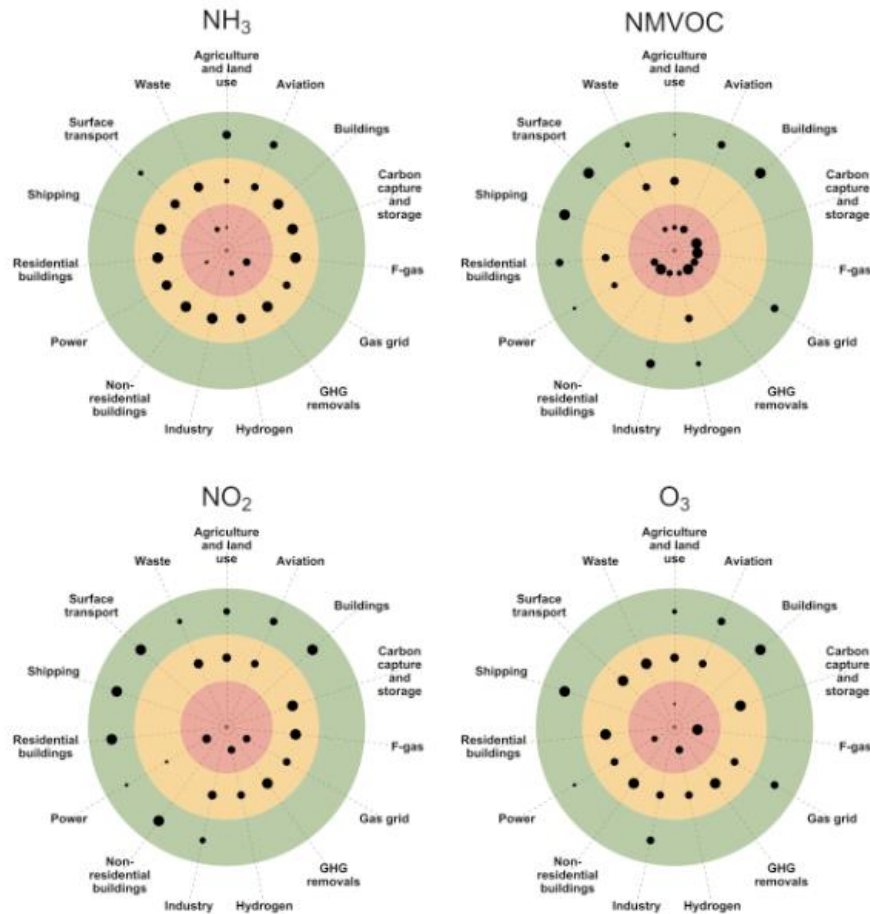 NH₃
Agriculture
and land
use
Waste
Aviation
Surface
transport
Buildings
Shipping
Carbon
capture
and
storage
Residential
buildings
F-gas
Power
Gas grid
Non-
residential
buildings
GHG
removals
Industry
Hydrogen
NMVOC
Agriculture
and land
use
Waste
Aviation
Surface
transport
Buildings
Shipping
Carbon
capture
and
storage
Residential
buildings
F-gas
Power
Gas grid
Non-
residential
buildings
GHG
removals
Industry
Hydrogen
NO₂
Agriculture
and land
use
Waste
Aviation
Surface
transport
Buildings
Shipping
Carbon
capture
and
storage
Residential
buildings
F-gas
Power
Gas grid
Non-
residential
buildings
GHG
removals
Industry
Hydrogen
O₃
Agriculture
and land
use
Waste
Aviation
Surface
transport
Buildings
Shipping
Carbon
capture
and
storage
Residential
buildings
F-gas
Power
Gas grid
Non-
residential
buildings
GHG
removals
Industry
Hydrogen